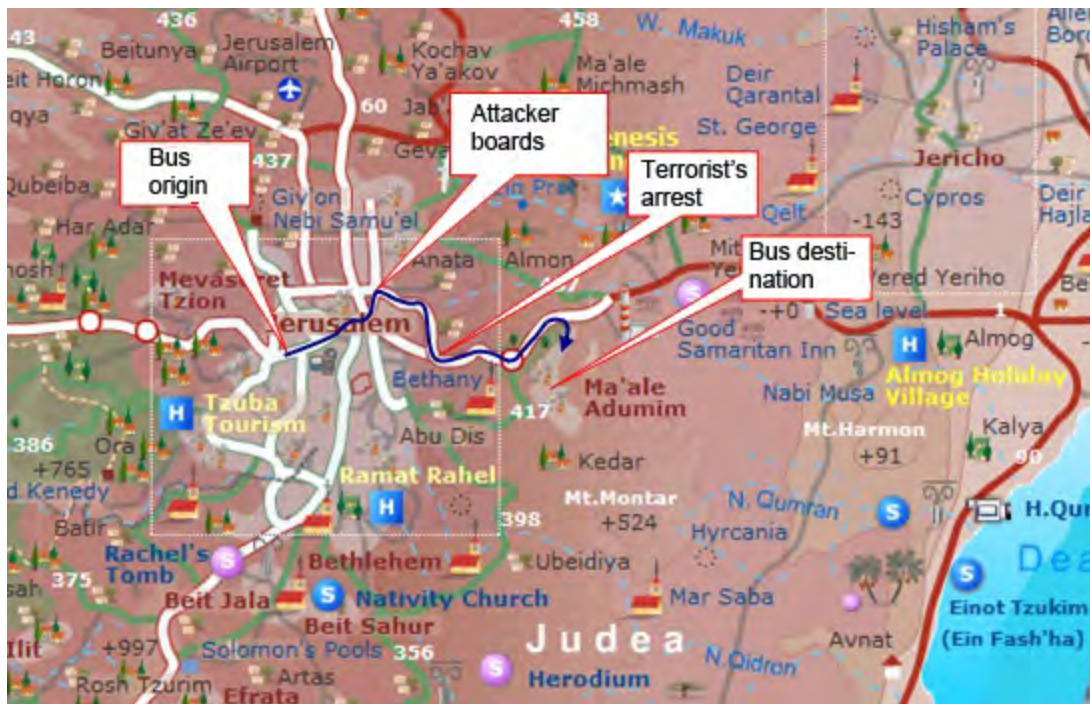 436
458
W. Makuk
Hisham's
Palace
43
Beitunya
Jerusalem
Airport
Kochav
Ya'akov
Ma'ale
Michmash
Deir
Qarantal
60
Giv'at Ze'ev
Attacker
boards
St. George
Bus
origin
437
Terrorist's
arrest
Jericho
Qubeiba
Giv'on
Nebi Samu'el
Qelt
Cypros
-143
Har Adar
Anata
Almon
Bus desti-
nation
Vered Yeriho
Mevaseret
Tzion
Jerusalem
-+0
Sea level
1
Good
Samaritan Inn
Almog
Bethany
Ma'ale
Adumim
Nabi Musa
Almog Holiday
Village
Tzuba
Tourism
417
386
Ora
Abu Dis
Mt.Harmon
+91
Kalya
+765
Ramat Rahel
Kedar
90
Kenedy
Mt.Montar
+524
N. Qumran
Batir
398
Hyrcania
Rachel's
Tomb
Bethlehem
Ubeidiya
375
Beit Jala
Nativity Church
Mar Saba
Einot Tzukim
(Ein Fash'ha)
Beit Sahur
Judea
Avnat
+997
Solomon's Pools
356
N.Qidron
Rosh Tzurim
Artas
Herodium
Efrata